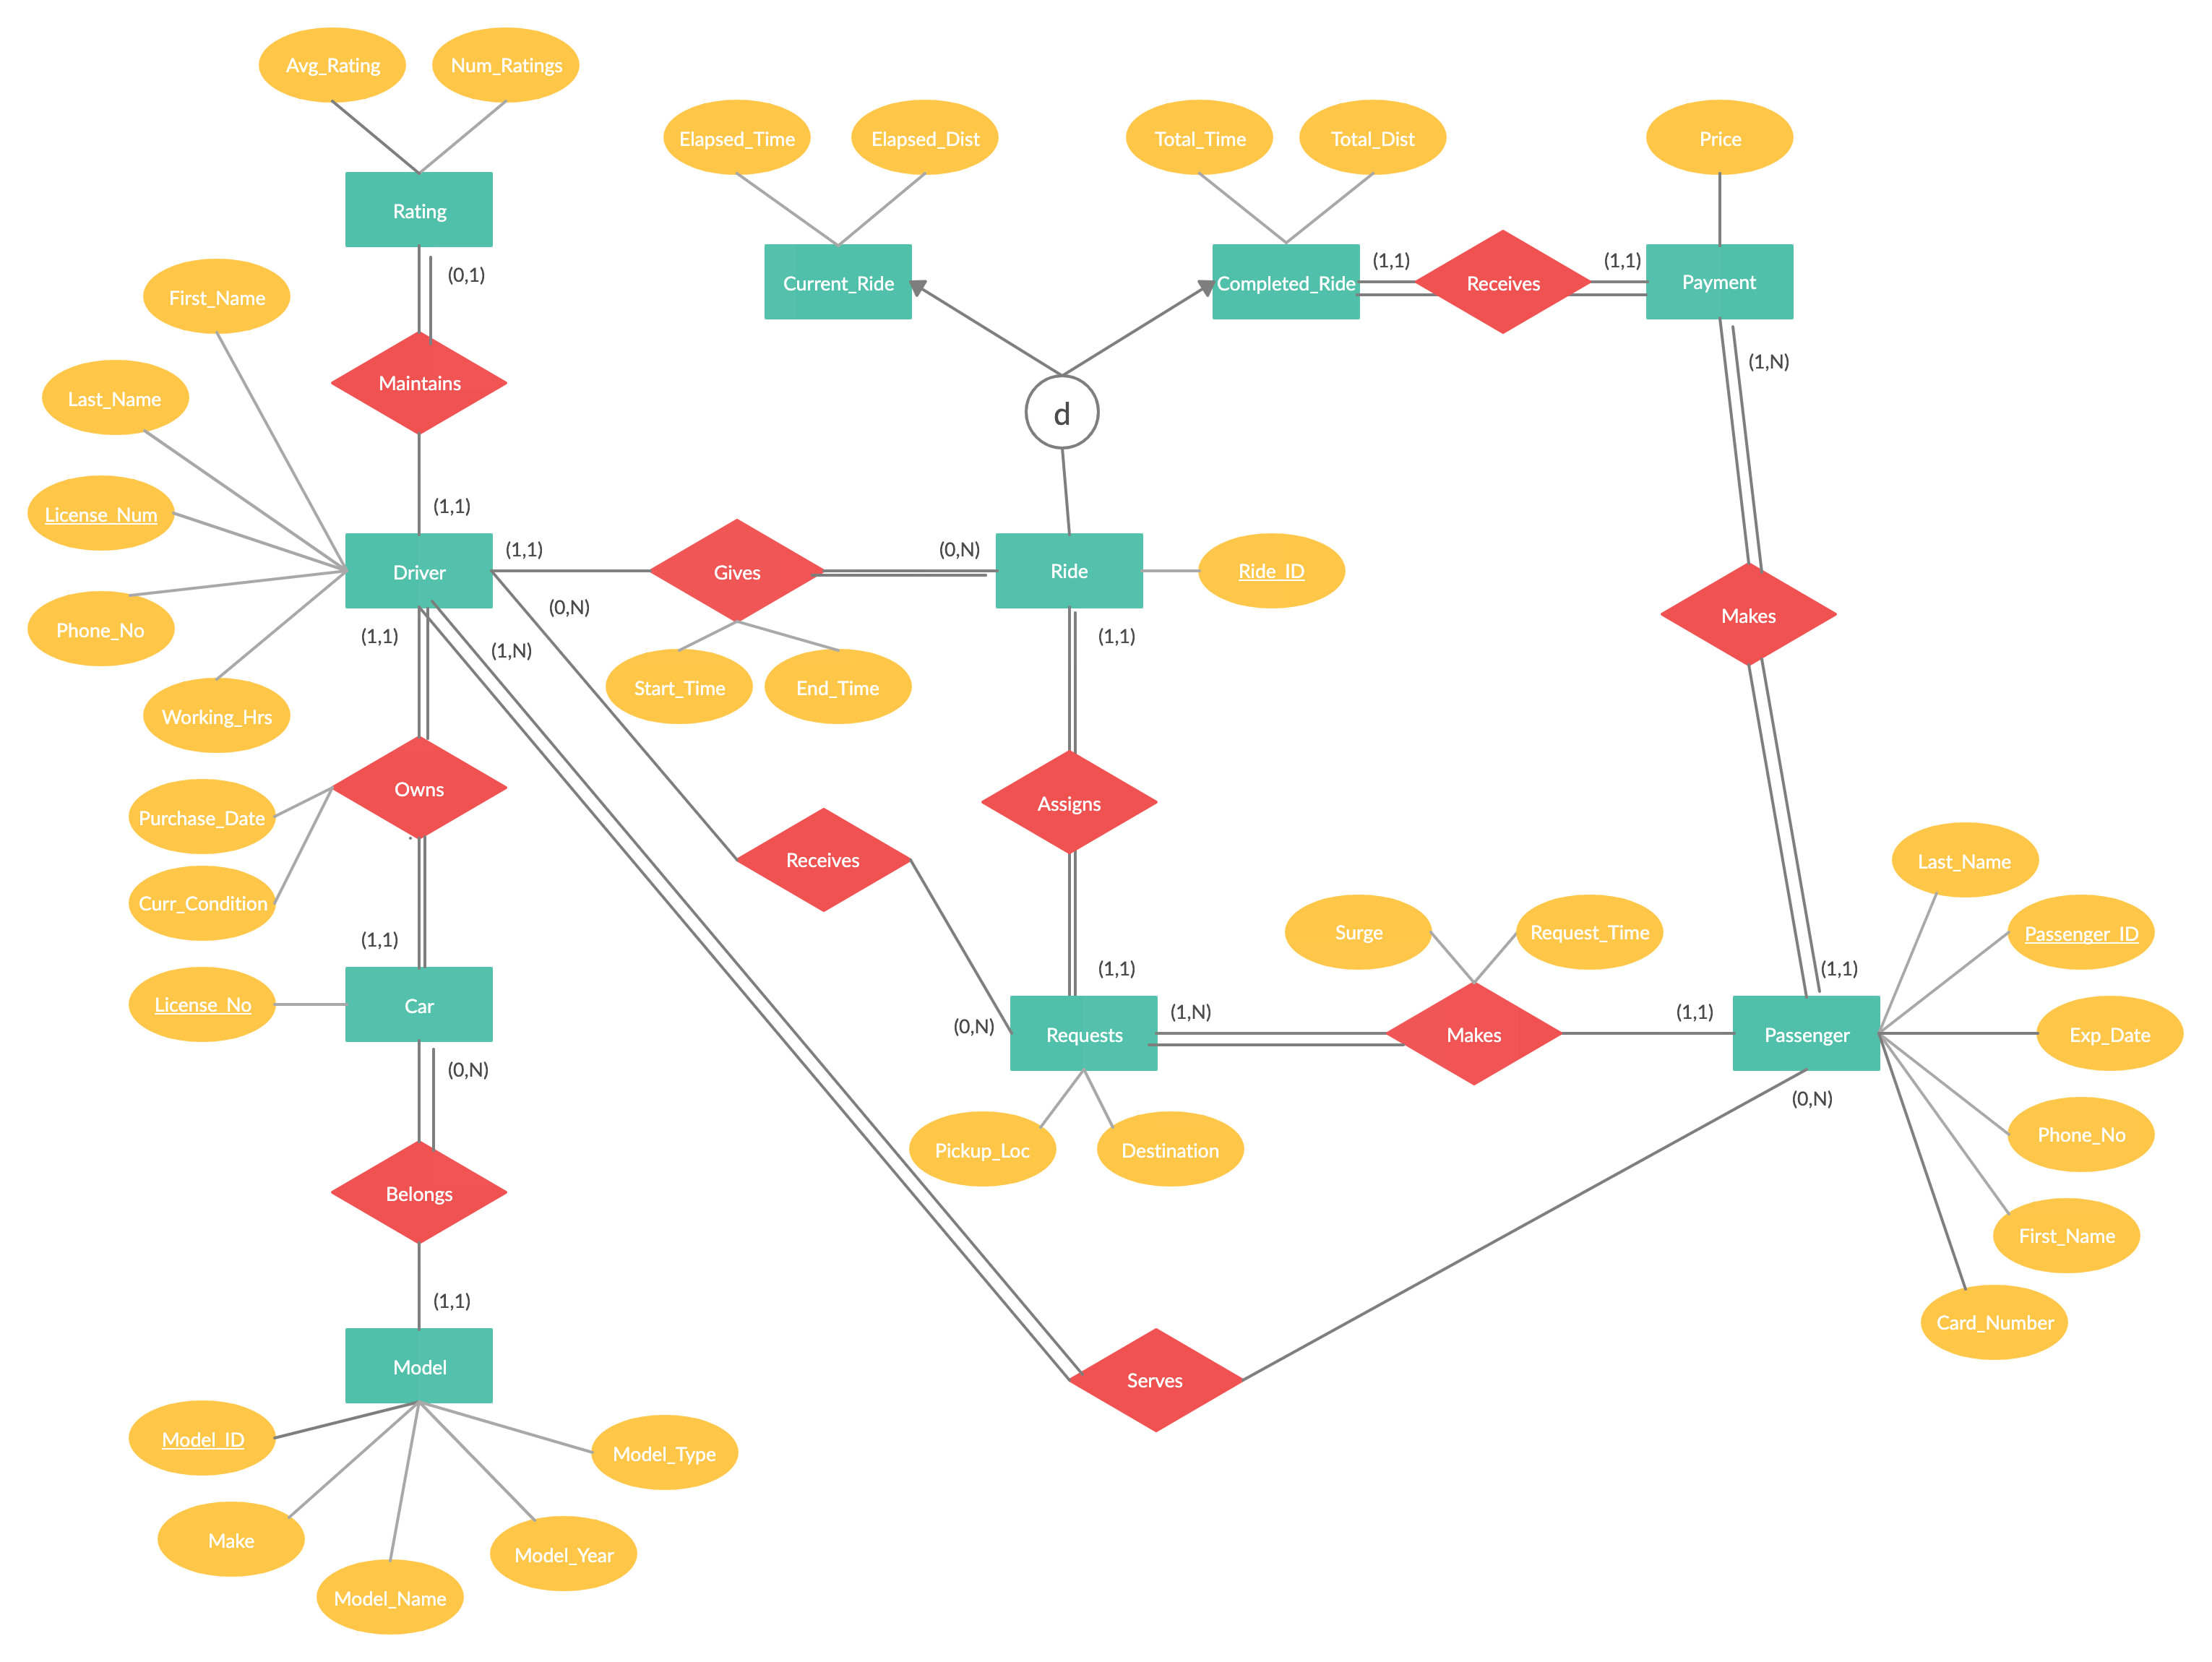 Avg_Rating
Num_Ratings
Elapsed_Time
Elapsed_Dist
Total_Time
Total_Dist
Price
Rating
(0,1)
First_Name
Current_Ride
Completed_Ride
(1,1)
Receives
(1,1)
Payment
(1,N)
Maintains
Last_Name
d
License_Num
(1,1)
Driver
(1,1)
Gives
(0,N)
Ride
Ride_ID
(0,N)
Phone_No
(1,1)
(1,N)
(1,1)
Makes
Working_Hrs
Start_Time
End_Time
Owns
Purchase_Date
Assigns
Receives
Curr_Condition
Last_Name
(1,1)
Surge
Request_Time
Passenger_ID
(1,1)
(1,1)
License_No
Car
(0,N)
Requests
(1,N)
Makes
(1,1)
Passenger
Exp_Date
(0,N)
(0,N)
Pickup_Loc
Destination
Phone_No
Belongs
First_Name
(1,1)
Card_Number
Model
Serves
Model_ID
Model_Type
Make
Model_Year
Model_Name